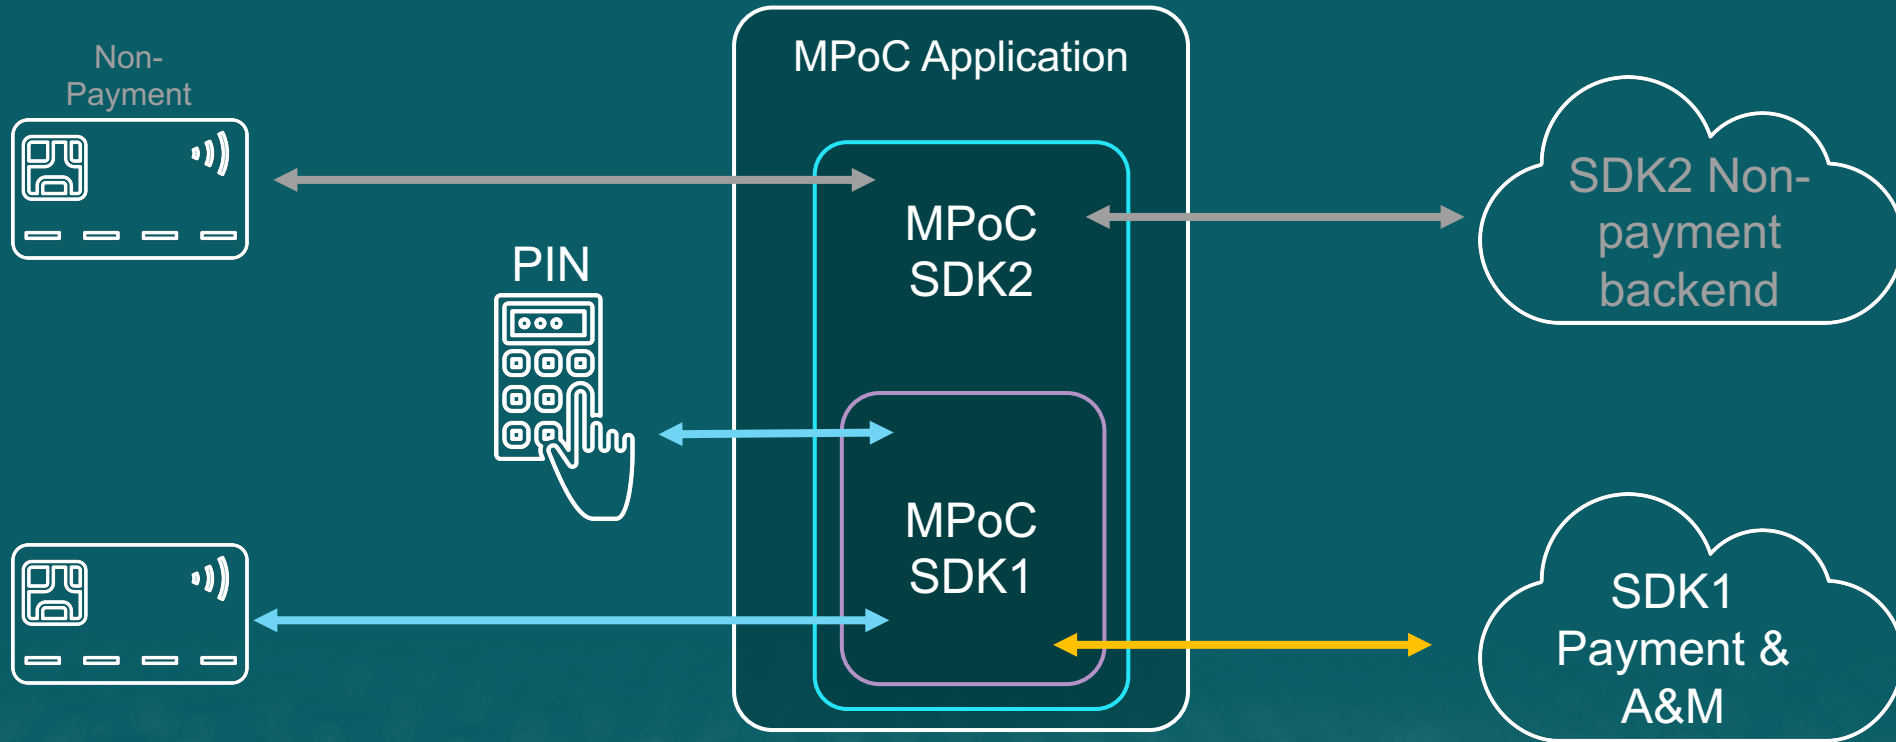 MPoC Application
Non-
Payment
MPoC
SDK2
SDK2 Non-
payment
backend
PIN
MPoC
SDK1
SDK1
Payment &
A&M